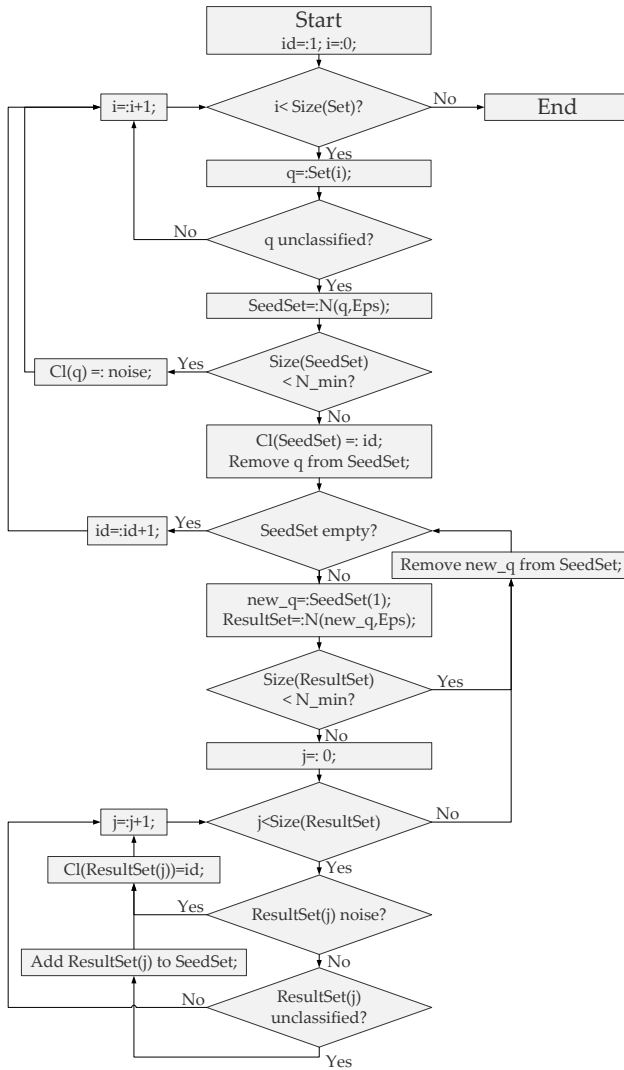 Start
id=:1; i=:0;
i=:i+1;
i< Size(Set)?
No
End
Yes
q=:Set(i);
No
q unclassified?
Yes
SeedSet=:N(q,Eps);
Cl(q) =: noise;
Yes
Size(SeedSet)
< N_min?
No
Cl(SeedSet) =: id;
Remove q from SeedSet;
id=:id+1;
Yes
SeedSet empty?
Remove new_q from SeedSet;
No
new_q=:SeedSet(1);
ResultSet=:N(new_q,Eps);
Size(ResultSet)
< N_min?
Yes
No
j=: 0;
j=:j+1;
j<Size(ResultSet)
No
Yes
Cl(ResultSet(j))=id;
Yes
ResultSet(j) noise?
No
Add ResultSet(j) to SeedSet;
No
ResultSet(j)
unclassified?
Yes